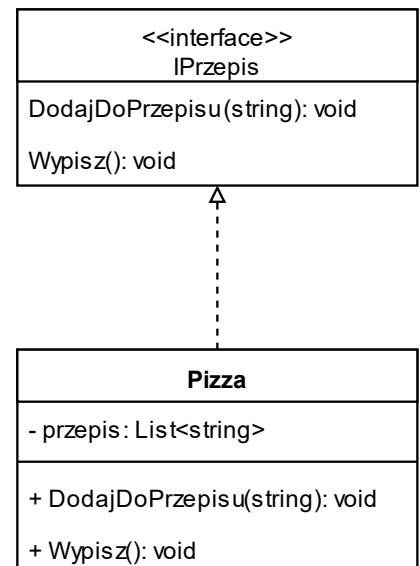 <<interface>>
IPrzepis
DodajDoPrzepisu(string): void
Wypisz(): void
Pizza
- przepis: List<string>
+ DodajDoPrzepisu(string): void
+ Wypisz(): void